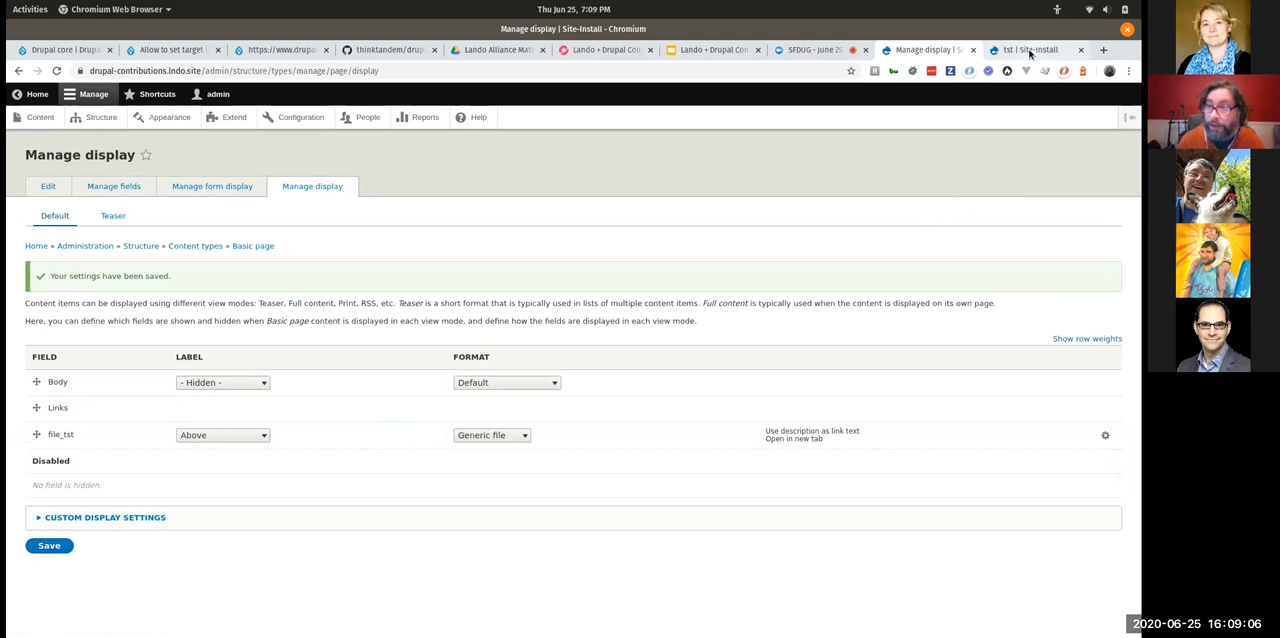 Activities
Chromium Web Browser
Thu Jun 25, 7:09 PM
Manage display | Site-Install - Chromium
Drupal core | Drupal.
Allow to set target
https://www.drupal
thinktandem/drup
Lando Alliance Mat
Lando + Drupal Con
Lando + Drupal Con
SFDUG - June 25
Manage display | Si
tst | Site-Install
drupal-contributions.lndo.site/admin/structure/types/manage/page/display
Home
Manage
Shortcuts
admin
Content
Structure
Appearance
Extend
Configuration
People
Reports
Help
Manage display
Edit
Manage fields
Manage form display
Manage display
Default
Teaser
Home » Administration » Structure » Content types » Basic page
Your settings have been saved.
Content items can be displayed using different view modes: Teaser, Full content, Print, RSS, etc. Teaser is a short format that is typically used in lists of multiple content items. Full content is typically used when the content is displayed on its own page.
Here, you can define which fields are shown and hidden when Basic page content is displayed in each view mode, and define how the fields are displayed in each view mode.
Show row weights
FIELD LABEL FORMAT
Body - Hidden - Default
Links
file_tst Above Generic file
Use description as link text
Open in new tab
Disabled
No field is hidden.
CUSTOM DISPLAY SETTINGS
Save
2020-06-25 16:09:06